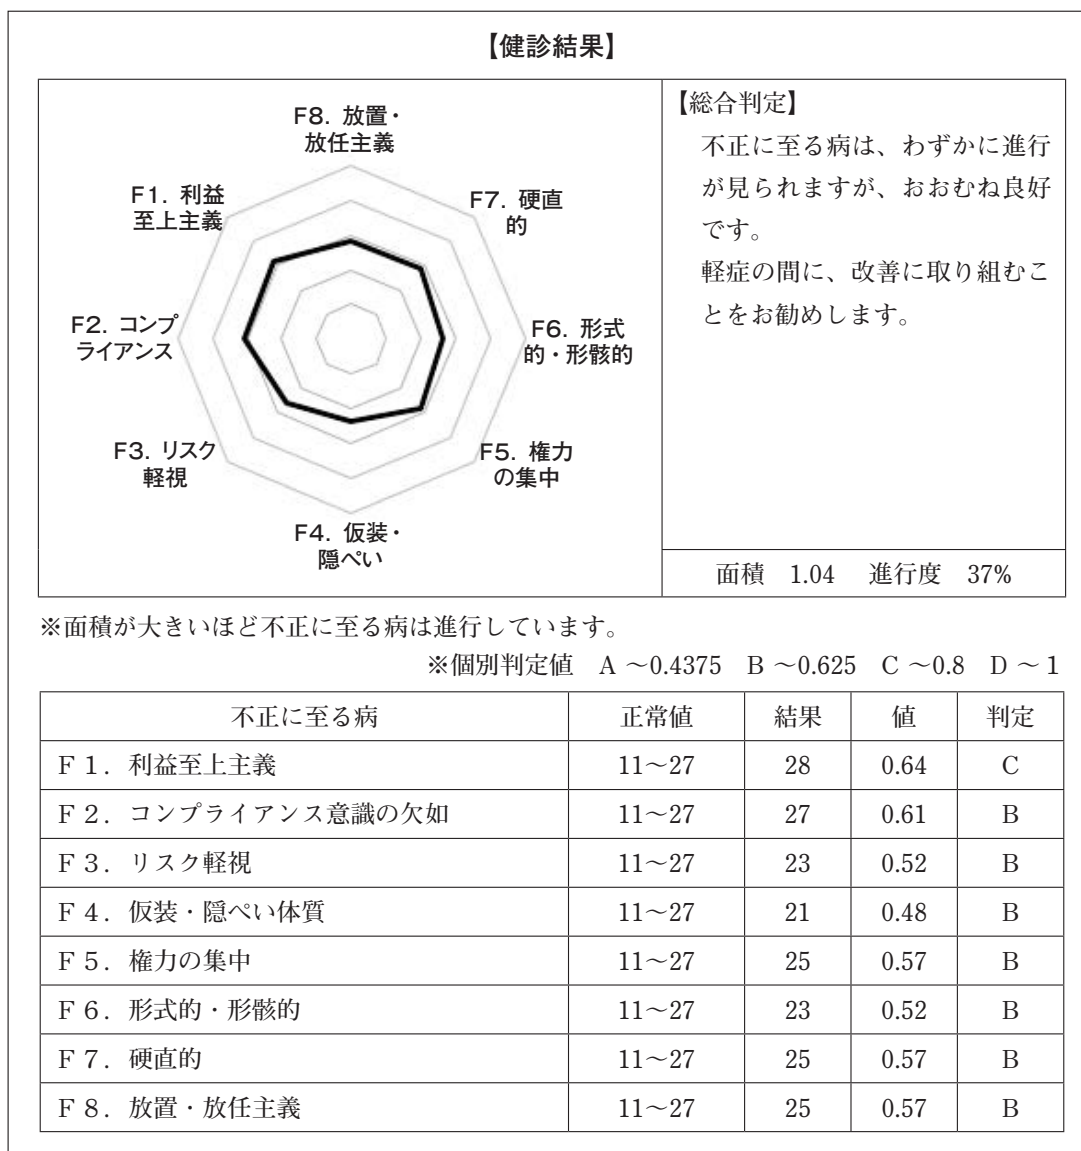 【健診結果】
F8. 放置・
放任主義
F1. 利益
至上主義
F7. 硬直
的
F2. コンプ
ライアンス
F6. 形式
的・形骸的
F3. リスク
軽視
F5. 権力
の集中
F4. 仮装・
隠ぺい
【総合判定】
不正に至る病は、わずかに進行
が見られますが、おおむね良好
です。
軽症の間に、改善に取り組むこ
とをお勧めします。
面積 1.04 進行度 37%
※面積が大きいほど不正に至る病は進行しています。
※個別判定値 A ～0.4375 B ～0.625 C ～0.8 D ～1
不正に至る病 正常値 結果 値 判定
F1．利益至上主義 11～27 28 0.64 C
F2．コンプライアンス意識の欠如 11～27 27 0.61 B
F3．リスク軽視 11～27 23 0.52 B
F4．仮装・隠ぺい体質 11～27 21 0.48 B
F5．権力の集中 11～27 25 0.57 B
F6．形式的・形骸的 11～27 23 0.52 B
F7．硬直的 11～27 25 0.57 B
F8．放置・放任主義 11～27 25 0.57 B